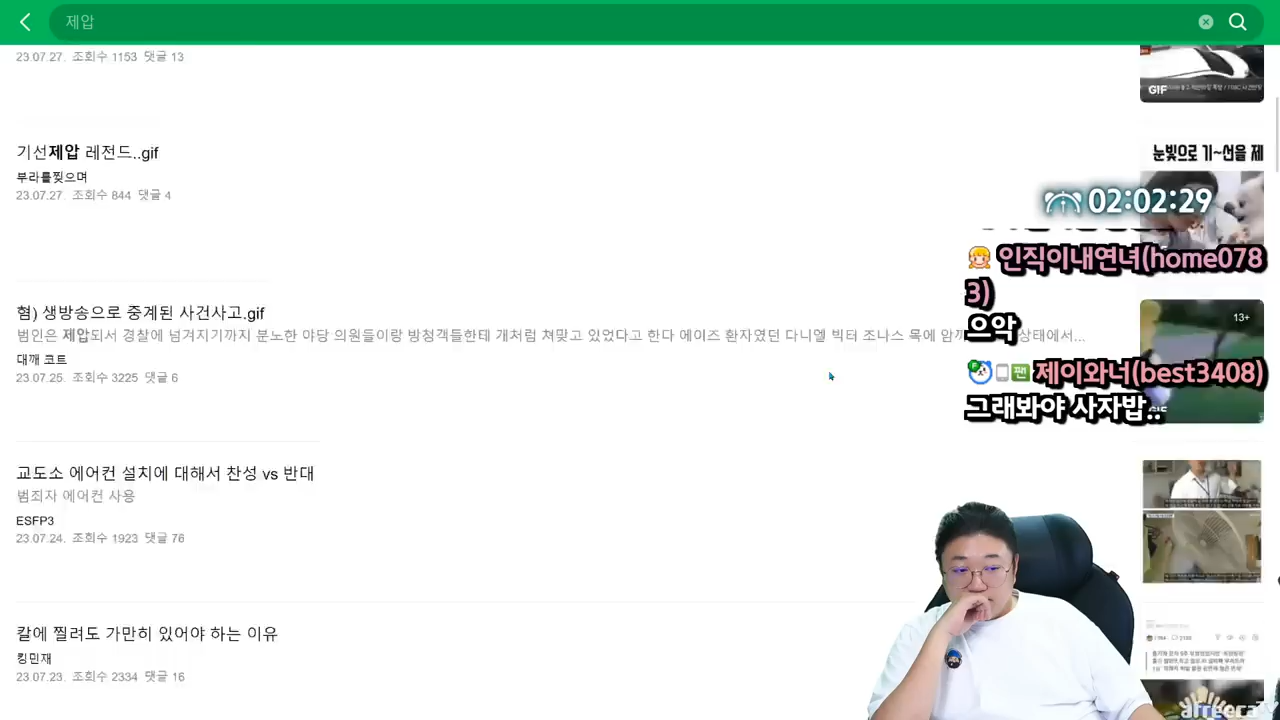 제압
23.07.27. 조회수 1153 댓글 13
GIF
기선제압 레전드..gif
부라를찢으며
23.07.27. 조회수 844 댓글 4
눈빛으로 기~선을 제
02:02:29
인직이내연녀(home078
3)
으악
혐) 생방송으로 중계된 사건사고.gif
범인은 제압되서 경찰에 넘겨지기까지 분노한 야당 의원들이랑 방청객들한테 개처럼 쳐맞고 있었다고 한다 에이즈 환자였던 다니엘 빅터 조나스 목에 암까 상태에서...
대깨 코트
23.07.25. 조회수 3225 댓글 6
13+
제이와너(best3408)
그래봐야 사자밥..
교도소 에어컨 설치에 대해서 찬성 vs 반대
범죄자 에어컨 사용
ESFP3
23.07.24. 조회수 1923 댓글 76
칼에 찔려도 가만히 있어야 하는 이유
킹민재
23.07.23. 조회수 2334 댓글 16
afreecaTV